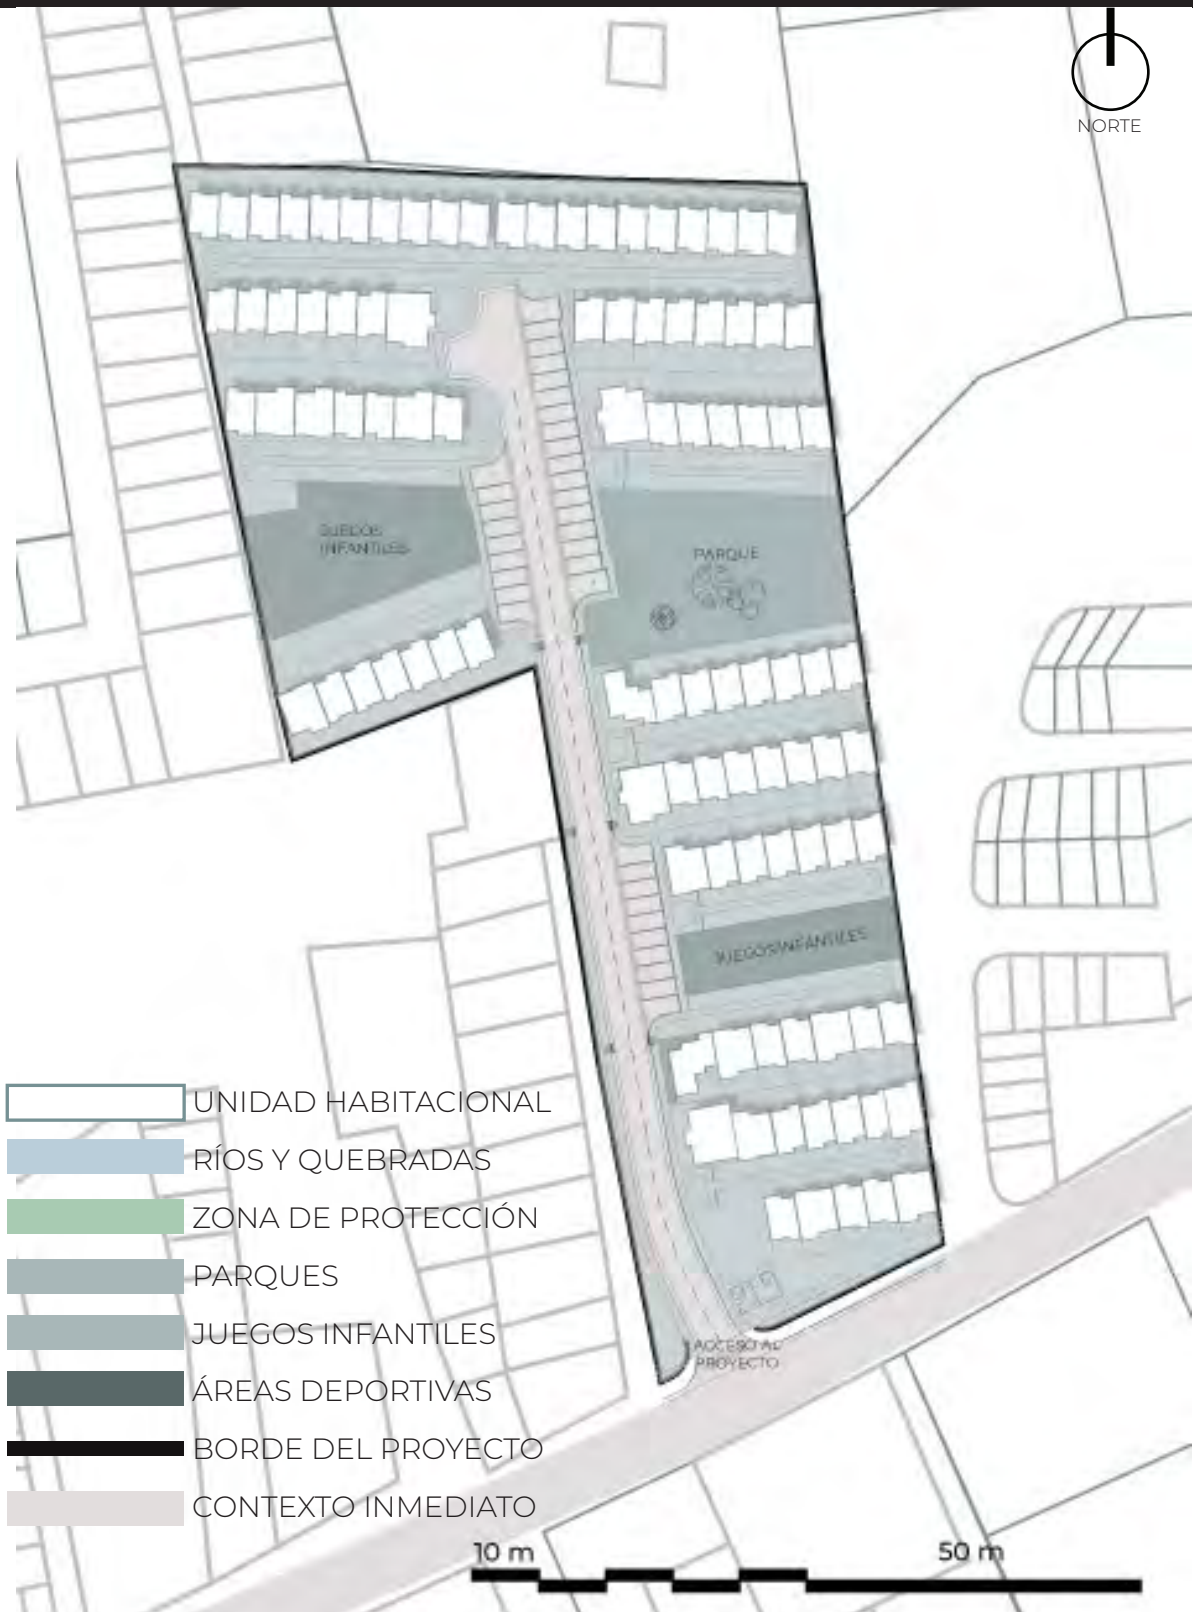 NORTE
JUEGOS
INFANTILES
PARQUE
JUEGOS INFANTILES
UNIDAD HABITACIONAL
RÍOS Y QUEBRADAS
ZONA DE PROTECCIÓN
PARQUES
JUEGOS INFANTILES
ÁREAS DEPORTIVAS
BORDE DEL PROYECTO
CONTEXTO INMEDIATO
ACCESO AL
PROYECTO
10 m
50 m